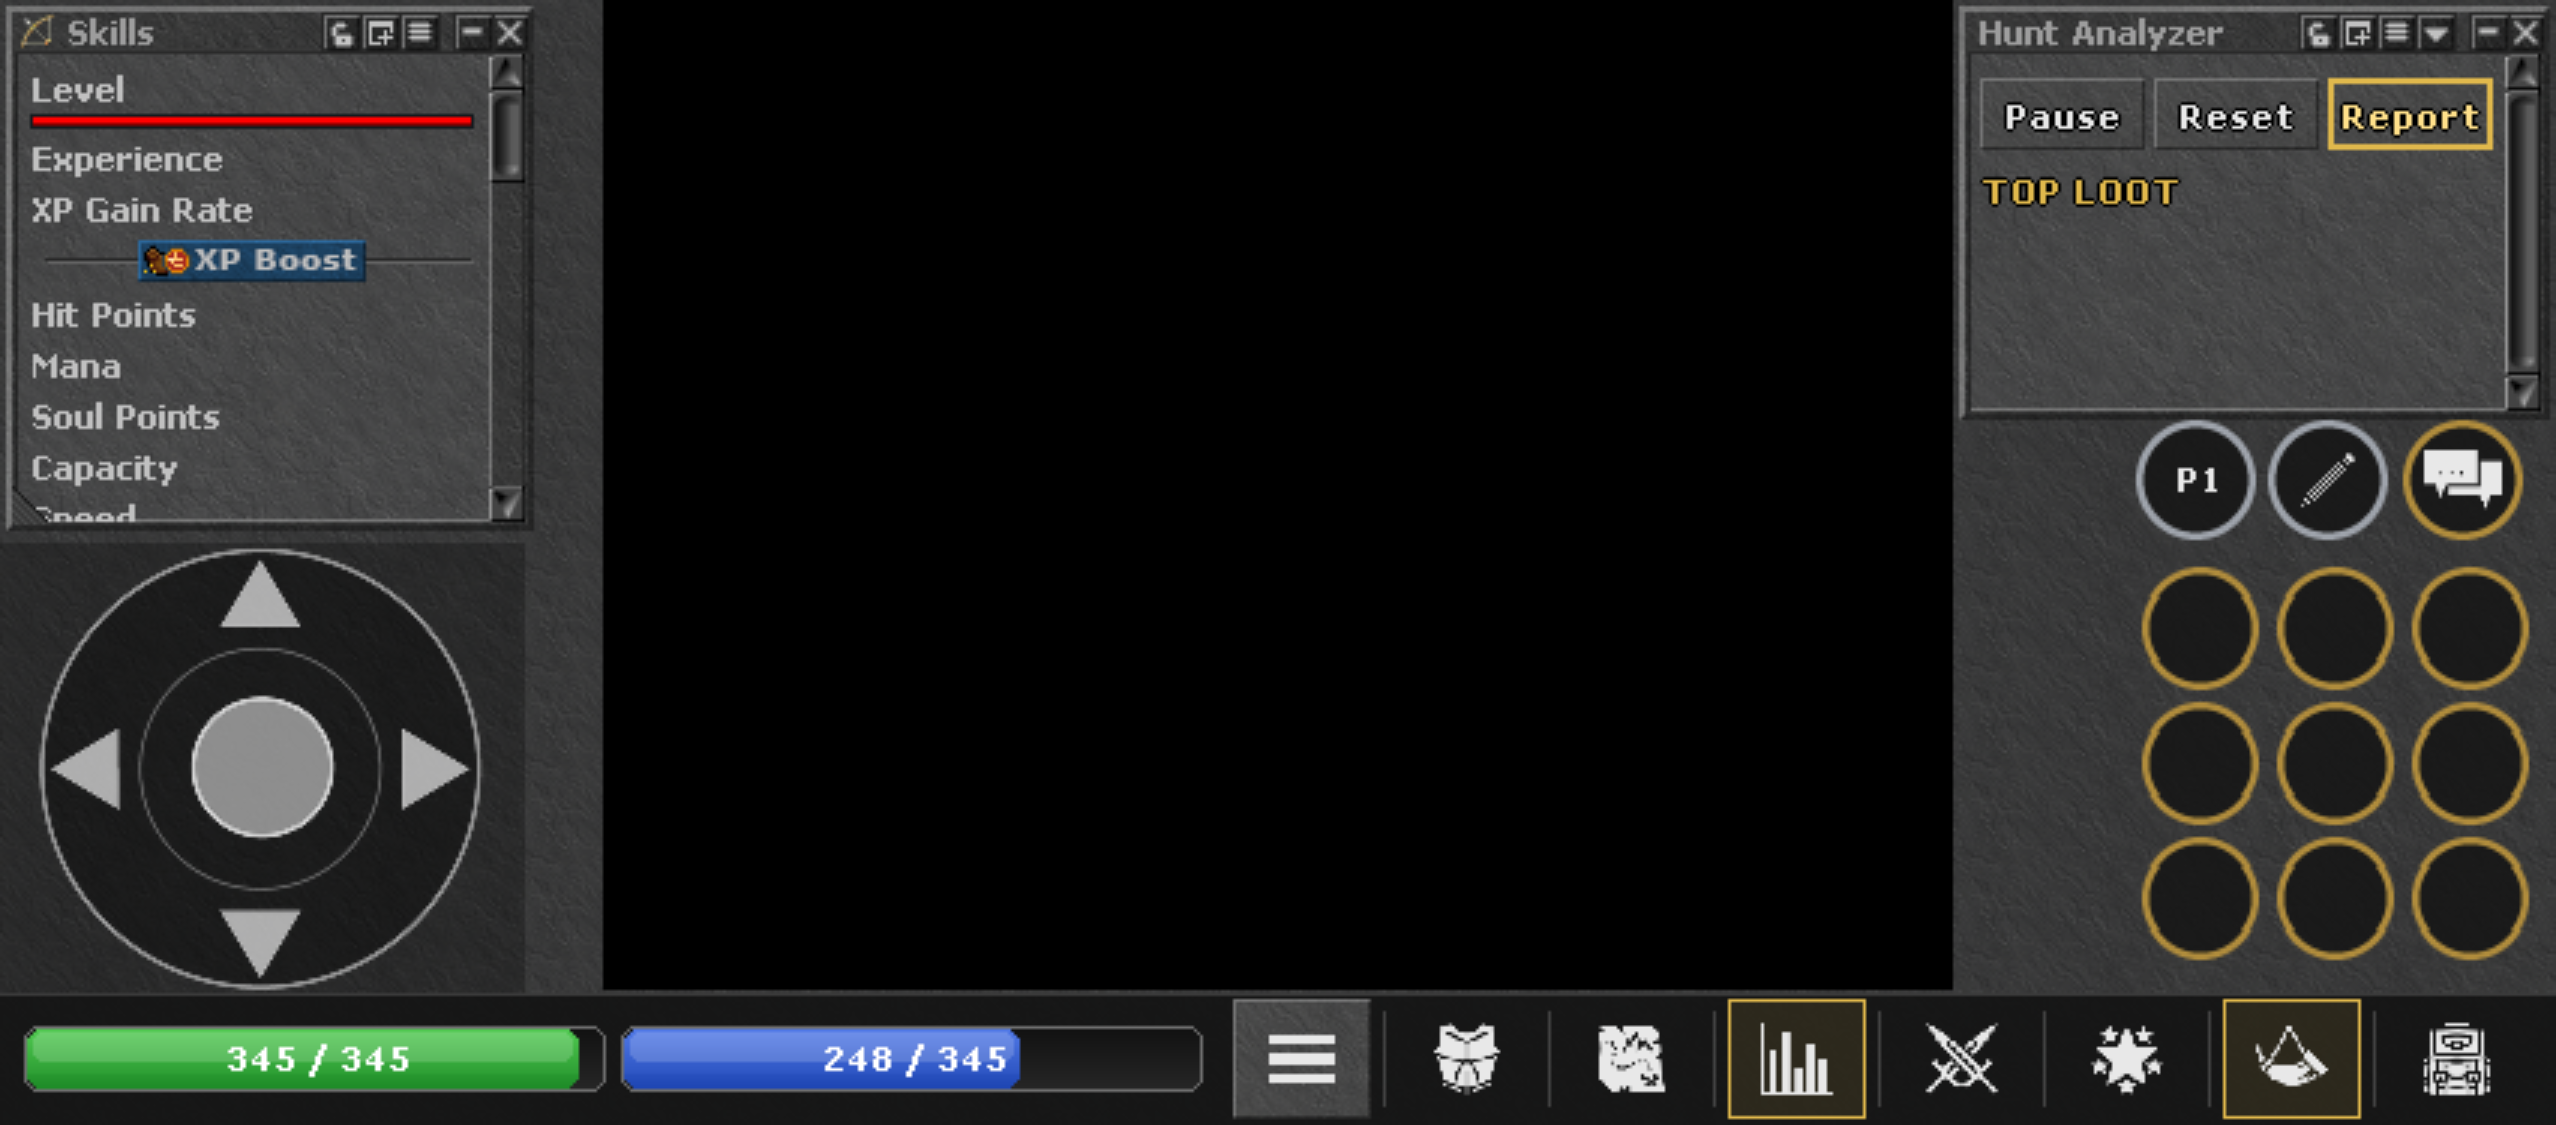 Skills
Level
Experience
XP Gain Rate
XP Boost
Hit Points
Mana
Soul Points
Capacity
Speed
Hunt Analyzer
Pause Reset Report
TOP LOOT
P1
345 / 345
248 / 345